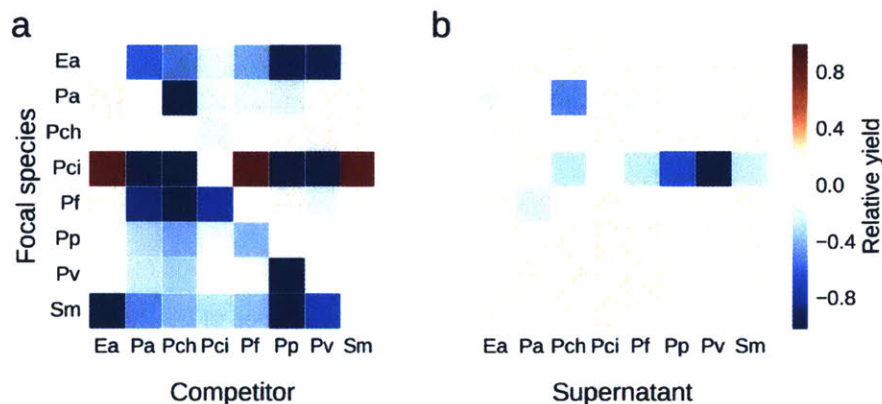 a
b
Focal species
Ea
Pa
Pch
Pci
Pf
Pp
Pv
Sm
Ea Pa Pch Pci Pf Pp Pv Sm
Competitor
Ea Pa Pch Pci Pf Pp Pv Sm
Supernatant
0.8
0.4
0.0
−0.4
−0.8
Relative yield